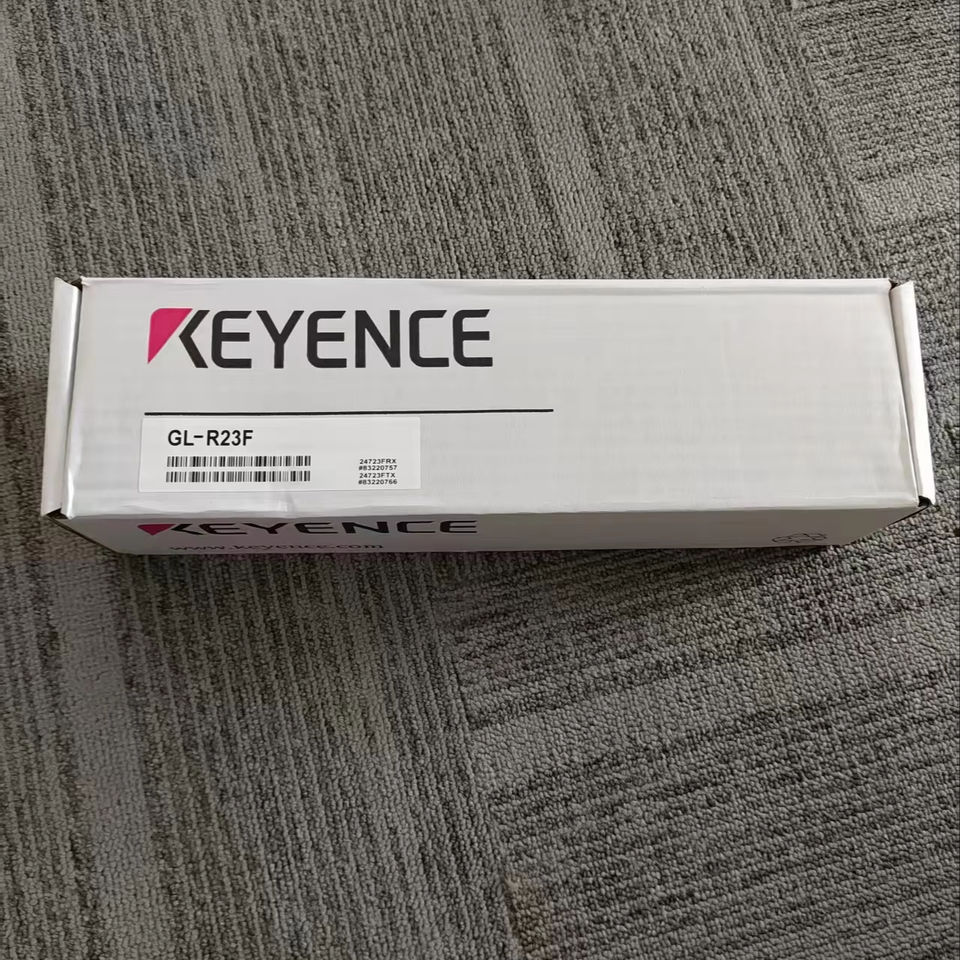 KEYENCE
GL-R23F
24723FRX
#83220757
24723FTX
#83220766
KEYENCE
www.keyence.com